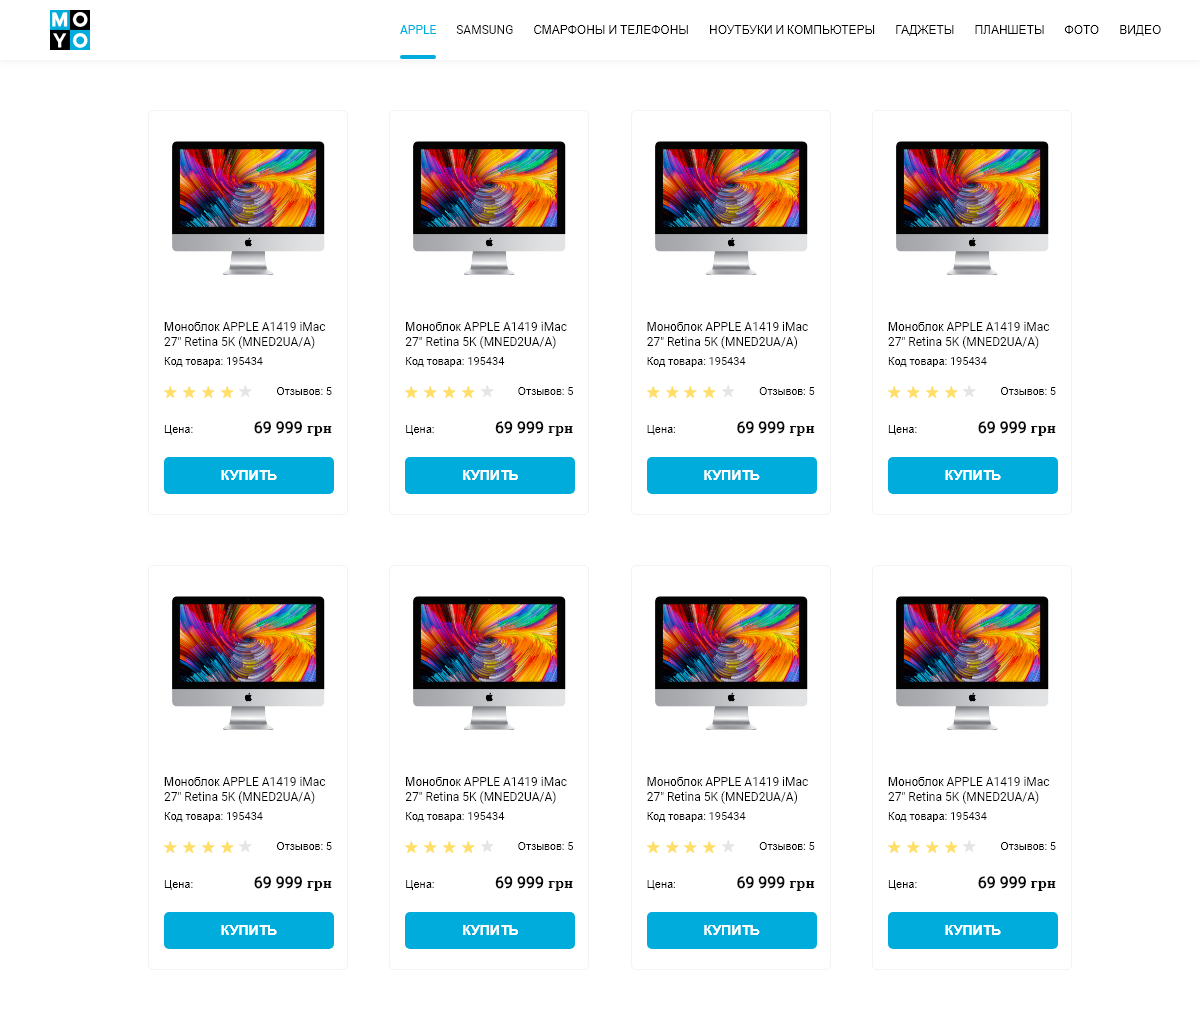 MO
YO
APPLE SAMSUNG СМАРФОНЫ И ТЕЛЕФОНЫ НОУТБУКИ И КОМПЬЮТЕРЫ ГАДЖЕТЫ ПЛАНШЕТЫ ФОТО ВИДЕО
Моноблок APPLE A1419 iMac
27" Retina 5K (MNED2UA/A)
Код товара: 195434
Отзывов: 5
Цена: 69 999 грн
КУПИТЬ
Моноблок APPLE A1419 iMac
27" Retina 5K (MNED2UA/A)
Код товара: 195434
Отзывов: 5
Цена: 69 999 грн
КУПИТЬ
Моноблок APPLE A1419 iMac
27" Retina 5K (MNED2UA/A)
Код товара: 195434
Отзывов: 5
Цена: 69 999 грн
КУПИТЬ
Моноблок APPLE A1419 iMac
27" Retina 5K (MNED2UA/A)
Код товара: 195434
Отзывов: 5
Цена: 69 999 грн
КУПИТЬ
Моноблок APPLE A1419 iMac
27" Retina 5K (MNED2UA/A)
Код товара: 195434
Отзывов: 5
Цена: 69 999 грн
КУПИТЬ
Моноблок APPLE A1419 iMac
27" Retina 5K (MNED2UA/A)
Код товара: 195434
Отзывов: 5
Цена: 69 999 грн
КУПИТЬ
Моноблок APPLE A1419 iMac
27" Retina 5K (MNED2UA/A)
Код товара: 195434
Отзывов: 5
Цена: 69 999 грн
КУПИТЬ
Моноблок APPLE A1419 iMac
27" Retina 5K (MNED2UA/A)
Код товара: 195434
Отзывов: 5
Цена: 69 999 грн
КУПИТЬ